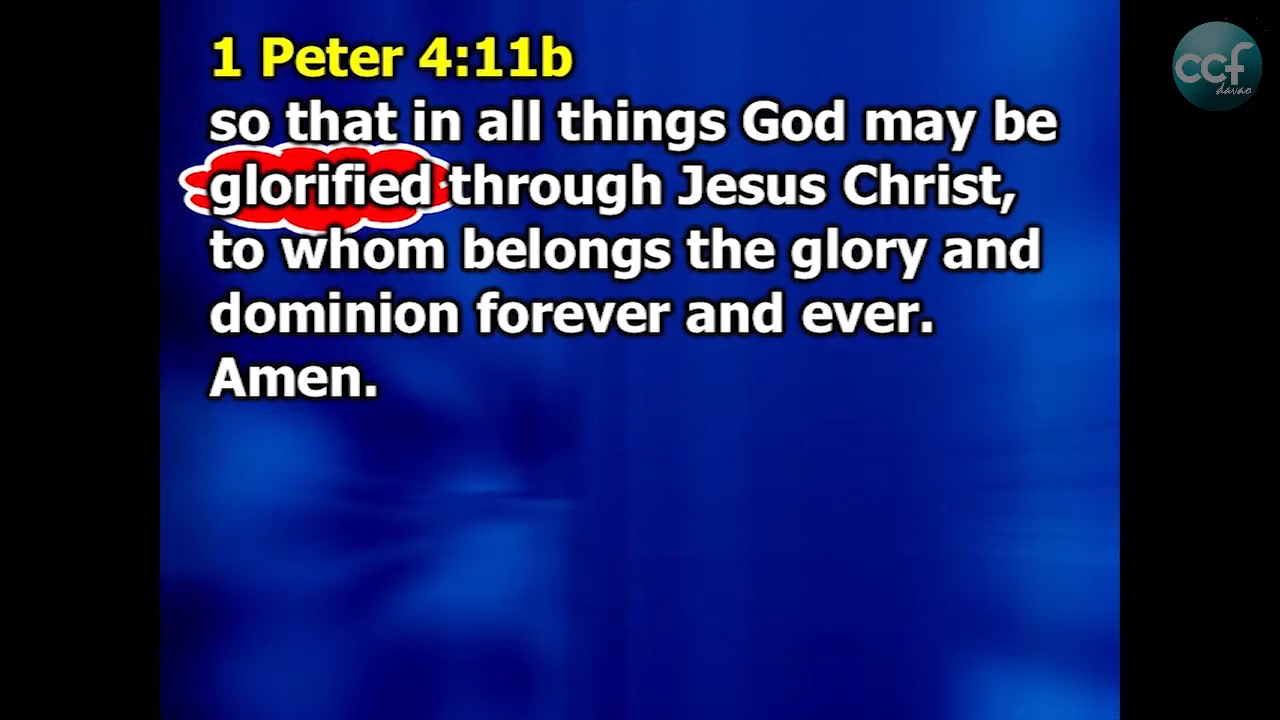 1 Peter 4:11b
so that in all things God may be
glorified through Jesus Christ,
to whom belongs the glory and
dominion forever and ever.
Amen.
ccf
davao